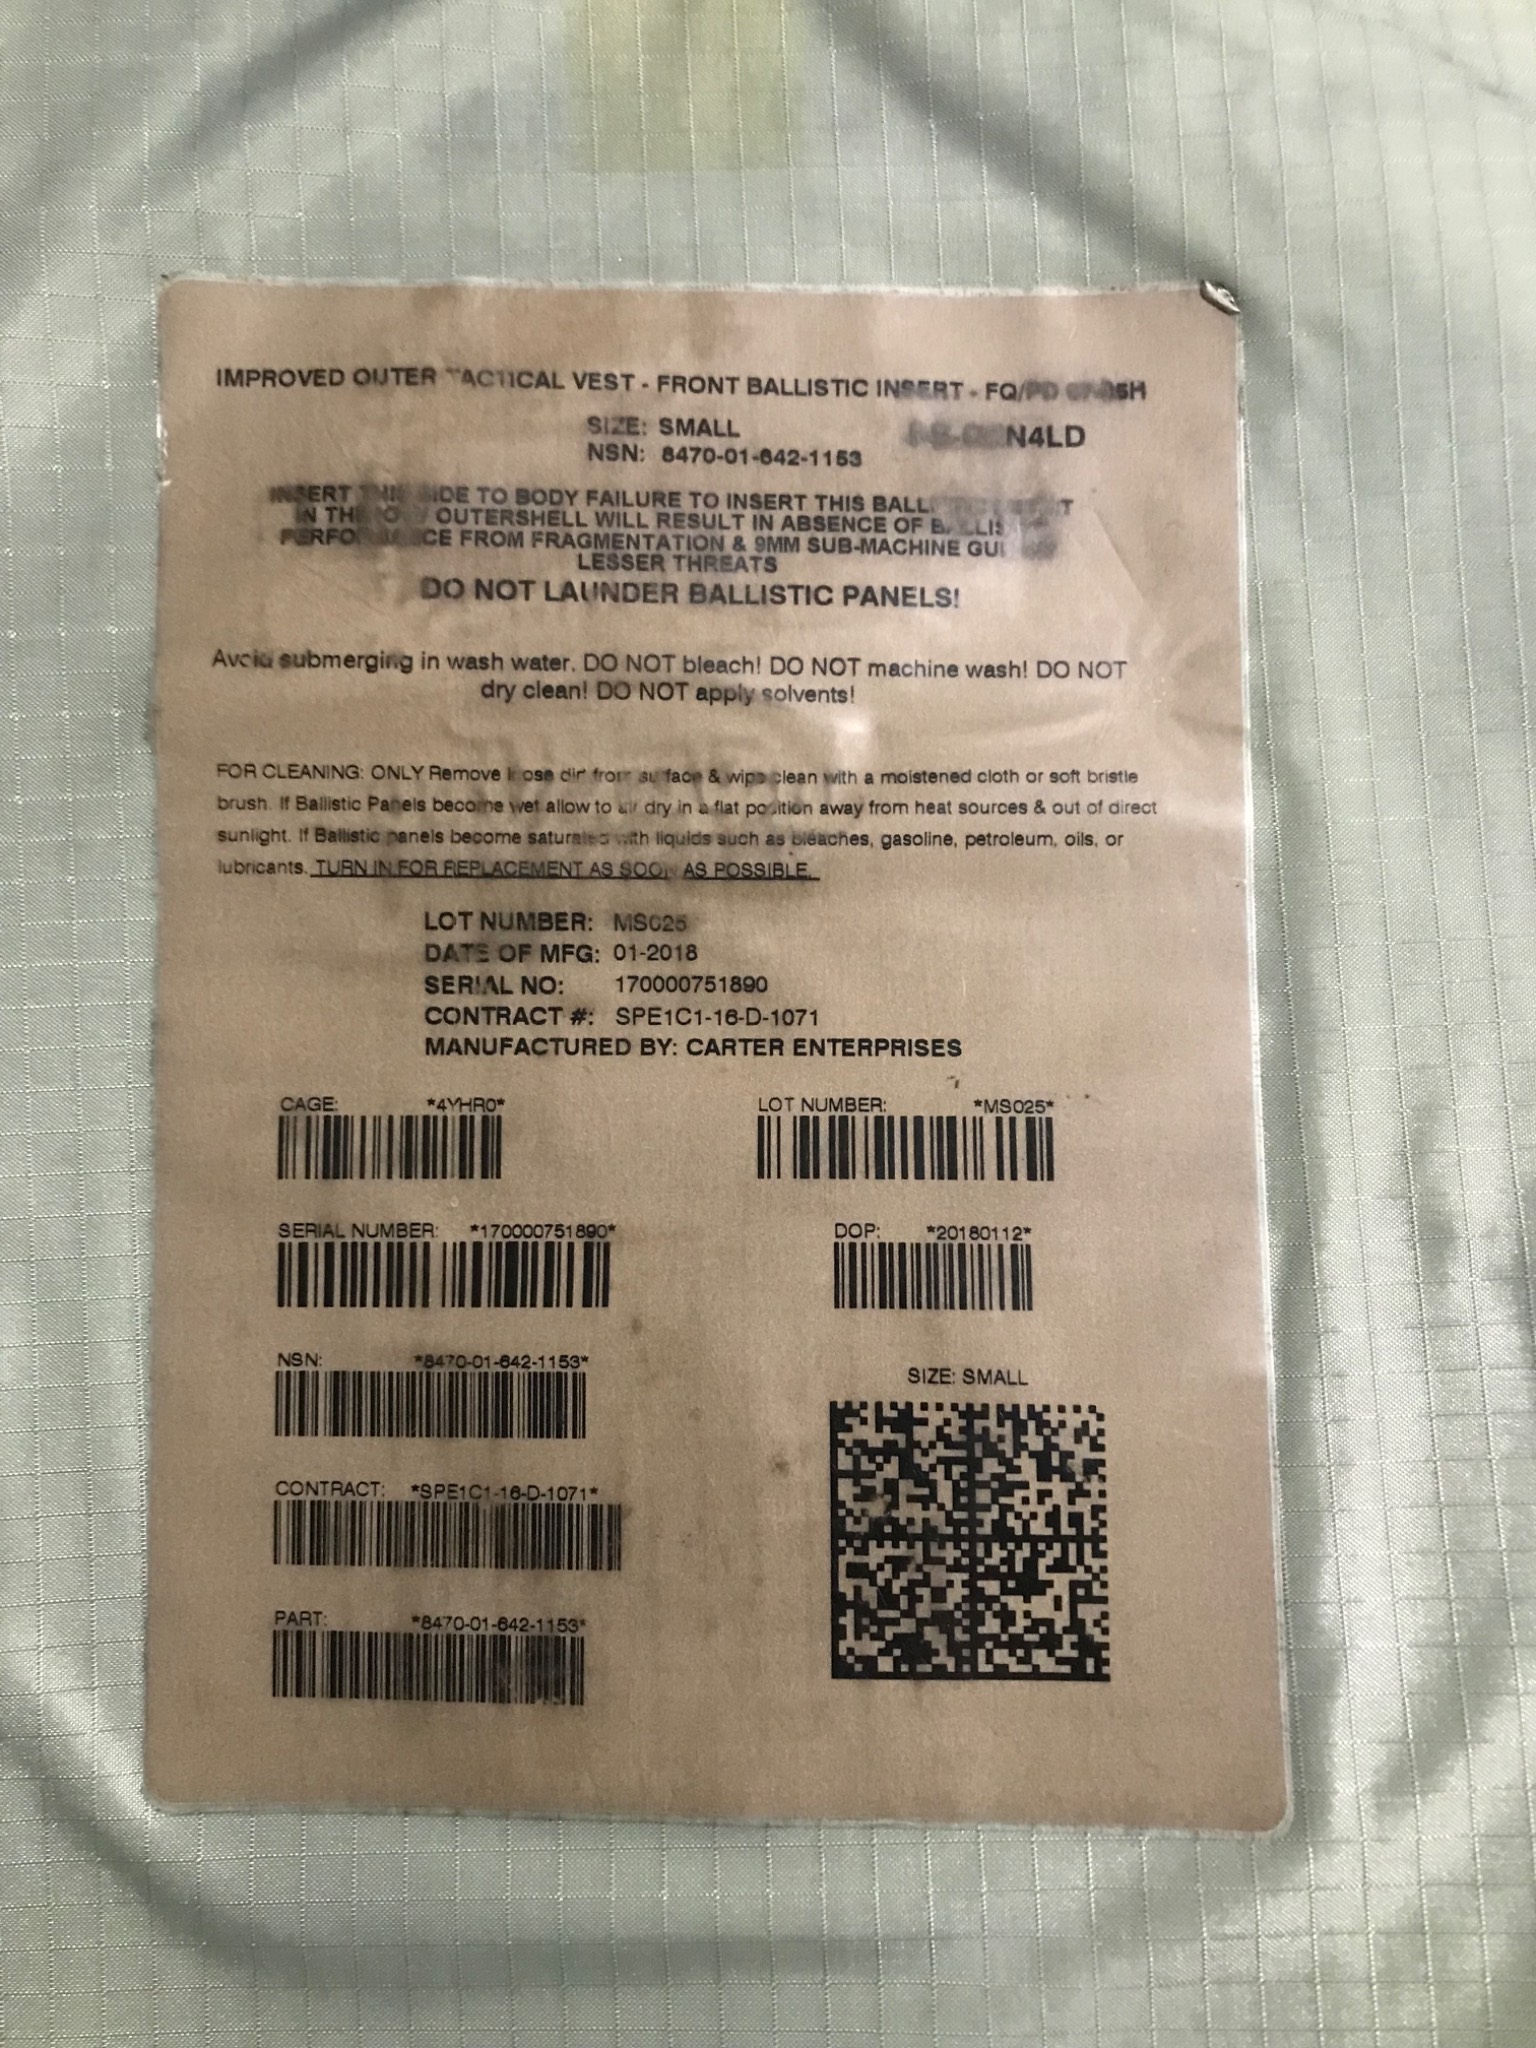 IMPROVED OUTER TACTICAL VEST - FRONT BALLISTIC INSERT - FQ/PD
SIZE: SMALL N4LD
NSN: 8470-01-642-1153
INSERT SIDE TO BODY FAILURE TO INSERT THIS
IN OUTERSHELL WILL RESULT IN ABSENCE OF
FROM FRAGMENTATION & 9MM SUB-MACHINE
LESSER THREATS
DO NOT LAUNDER BALLISTIC PANELS!
Avoid submerging in wash water. DO NOT bleach! DO NOT machine wash! DO NOT
dry clean! DO NOT apply solvents!
FOR CLEANING: ONLY Remove loose dirt from surface & wipe clean with a moistened cloth or soft bristle
brush. If Ballistic Panels become wet allow to air dry in a flat position away from heat sources & out of direct
sunlight. If Ballistic panels become saturated with liquids such as bleaches, gasoline, petroleum, oils, or
lubricants. TURN IN FOR REPLACEMENT AS SOON AS POSSIBLE.
LOT NUMBER: MS025
DATE OF MFG: 01-2018
SERIAL NO: 170000751890
CONTRACT #: SPE1C1-16-D-1071
MANUFACTURED BY: CARTER ENTERPRISES
CAGE: *4YHR0*
LOT NUMBER: *MS025*
SERIAL NUMBER: *170000751890*
DOP: *20180112*
NSN: *8470-01-642-1153*
SIZE: SMALL
CONTRACT: *SPE1C1-16-D-1071*
PART: *8470-01-642-1153*